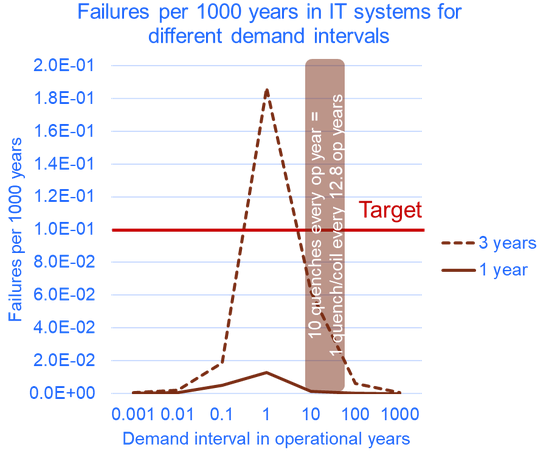 Failures per 1000 years in IT systems for
different demand intervals
2.0E-01
1.8E-01
1.6E-01
1.4E-01
1.2E-01
1.0E-01
8.0E-02
6.0E-02
4.0E-02
2.0E-02
0.0E+00
Failures per 1000 years
10 quenches every op year =
1 quench/coil every 12.8 op years
Target
3 years
1 year
0.001 0.01 0.1 1 10 100 1000
Demand interval in operational years